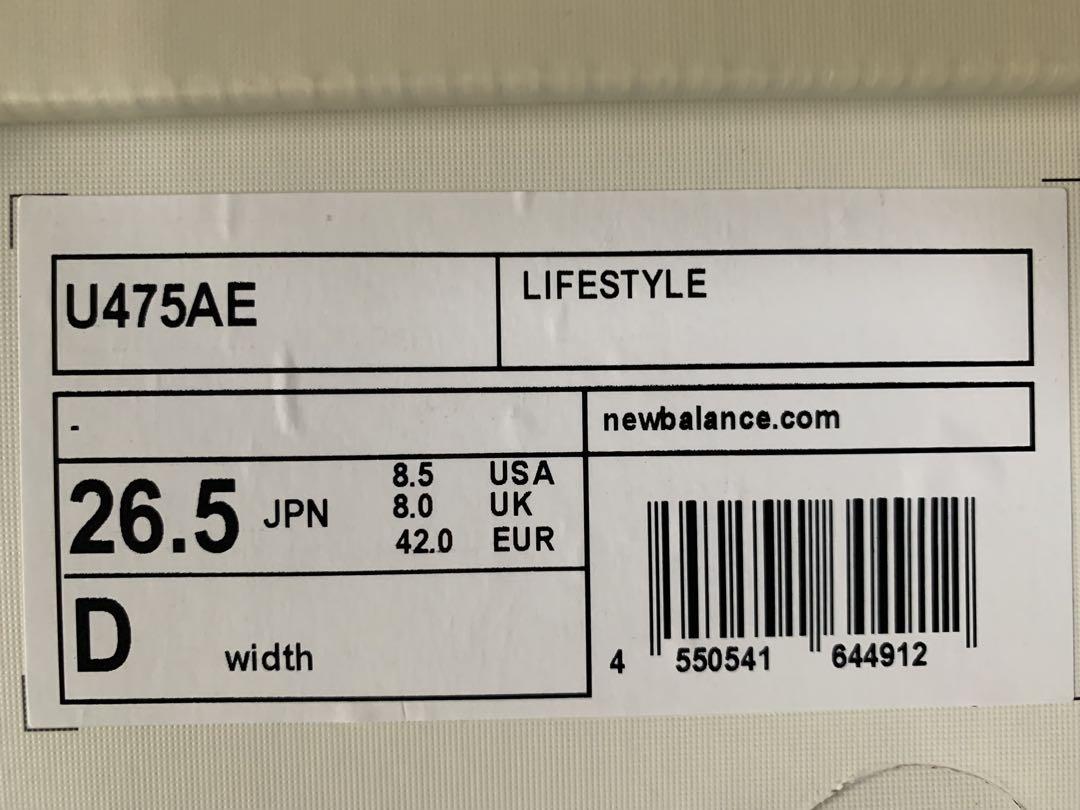 U475AE
LIFESTYLE
-
newbalance.com
26.5 JPN
8.5 USA
8.0 UK
42.0 EUR
D width
4 550541 644912